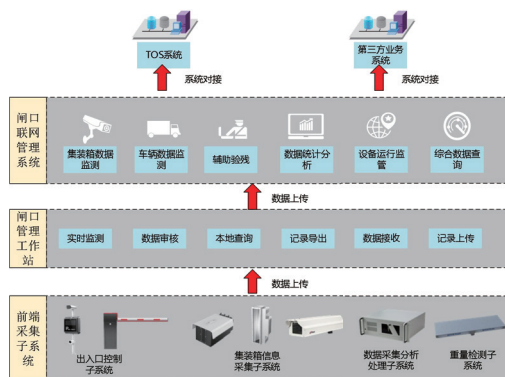 TOS系统
第三方业务
系统
系统对接
系统对接
闸口
联网
管理
系统
集装箱数据
监测
车辆数据监
测
辅助验残
数据统计分
析
设备运行监
管
综合数据查
询
数据上传
闸口
管理
工作
站
实时监测
数据审核
本地查询
记录导出
数据接收
记录上传
数据上传
前端
采集
子系
统
出入口控制
子系统
集装箱信息
采集子系统
数据采集分析
处理子系统
重量检测子
系统